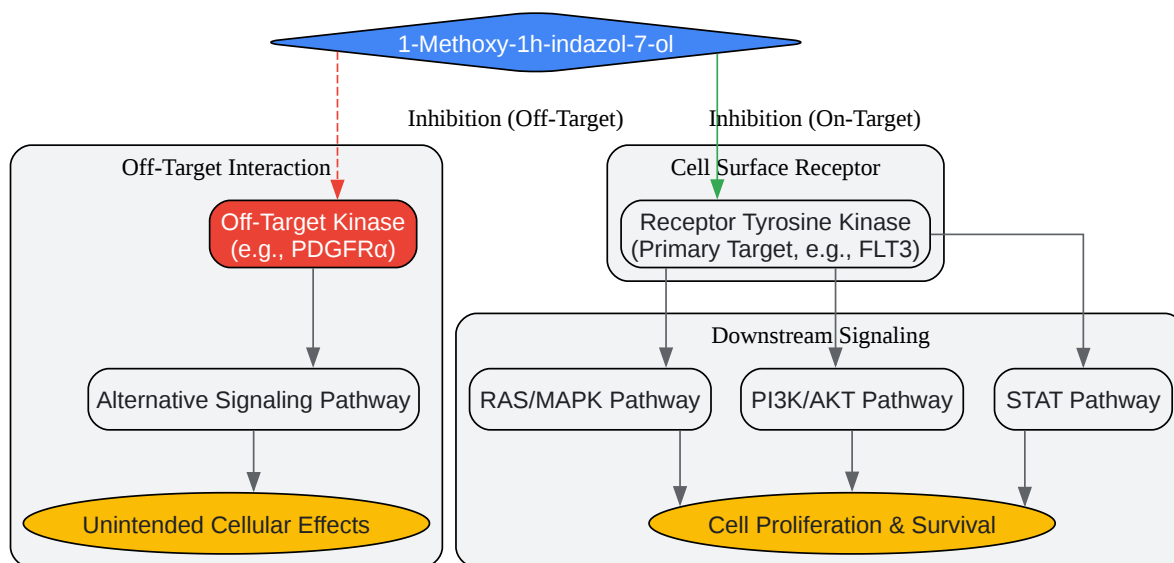 1-Methoxy-1h-indazol-7-ol
Inhibition (Off-Target)
Inhibition (On-Target)
Off-Target Interaction
Cell Surface Receptor
Off-Target Kinase
(e.g., PDGFRα)
Receptor Tyrosine Kinase
(Primary Target, e.g., FLT3)
Downstream Signaling
Alternative Signaling Pathway
RAS/MAPK Pathway
PI3K/AKT Pathway
STAT Pathway
Unintended Cellular Effects
Cell Proliferation & Survival